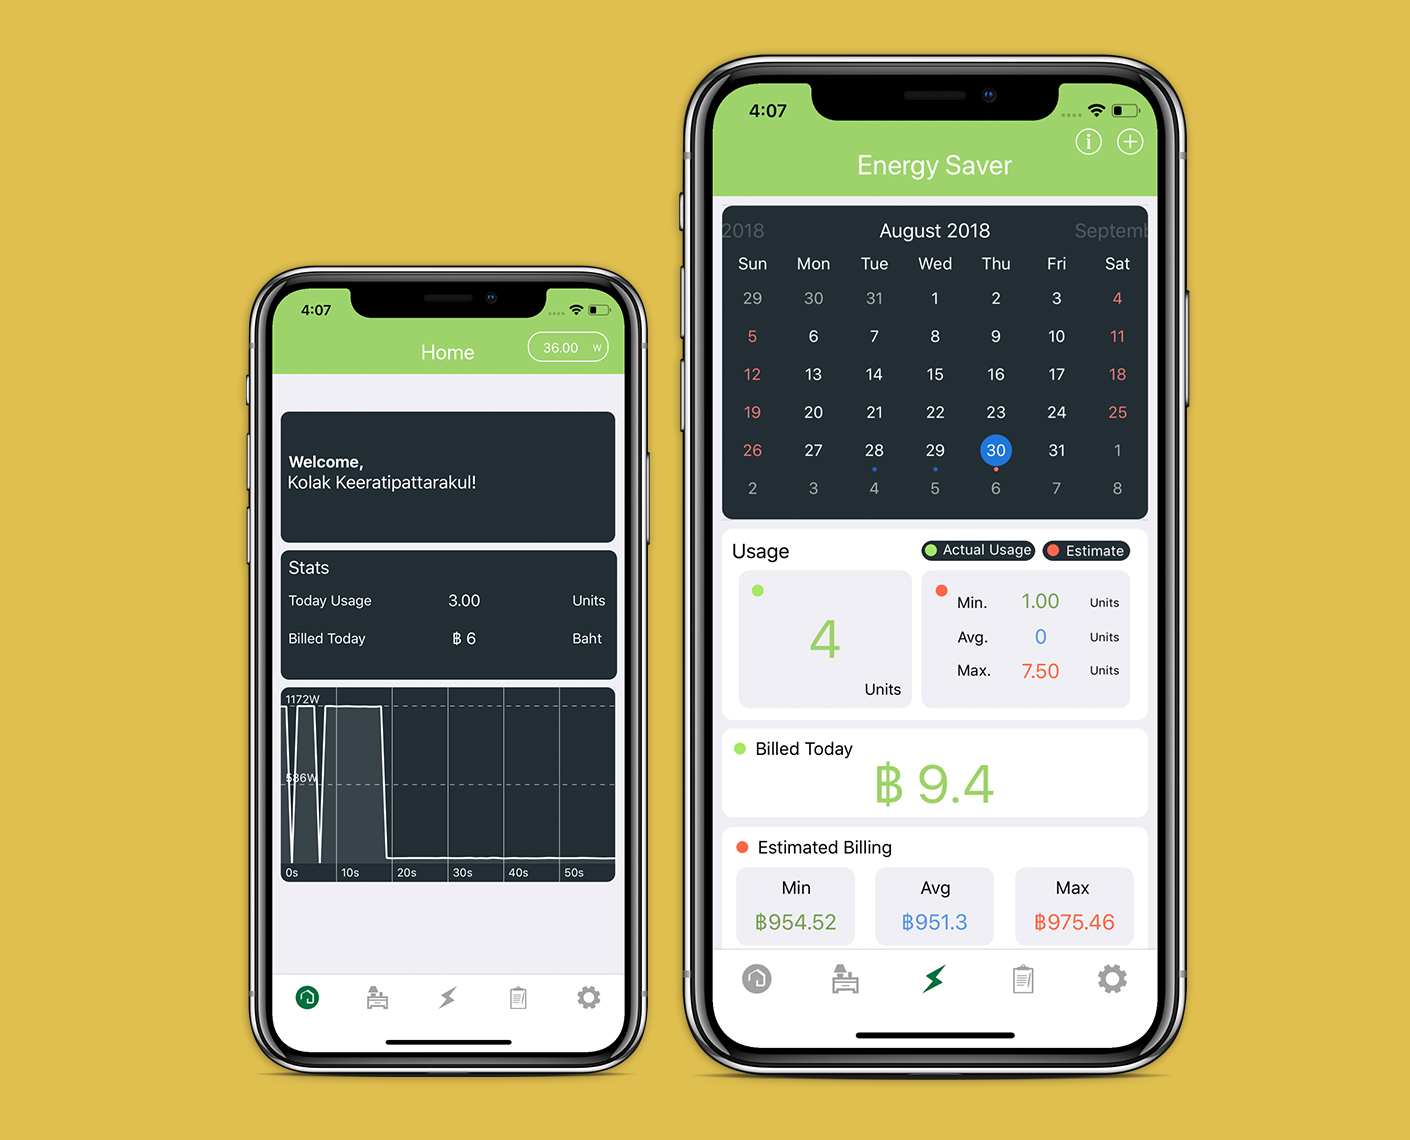 4:07
Home
36.00 w
Welcome,
Kolak Keeratipattarakul!
Stats
Today Usage 3.00 Units
Billed Today ฿ 6 Baht
1172W
586W
0s 10s 20s 30s 40s 50s
4:07
Energy Saver
2018 August 2018 Septemb
Sun Mon Tue Wed Thu Fri Sat
29 30 31 1 2 3 4
5 6 7 8 9 10 11
12 13 14 15 16 17 18
19 20 21 22 23 24 25
26 27 28 29 30 31 1
2 3 4 5 6 7 8
Usage Actual Usage Estimate
4
Units
Min. 1.00 Units
Avg. 0 Units
Max. 7.50 Units
Billed Today
฿ 9.4
Estimated Billing
Min Avg Max
฿954.52 ฿951.3 ฿975.46